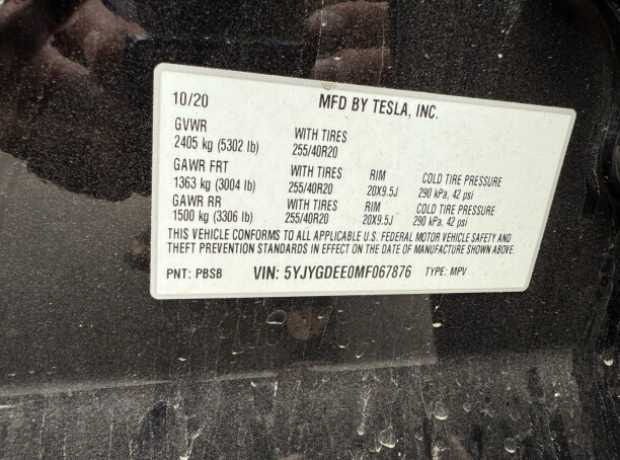 10/20 MFD BY TESLA, INC.
GVWR WITH TIRES
2405 kg (5302 lb) 255/40R20
GAWR FRT WITH TIRES RIM COLD TIRE PRESSURE
1363 kg (3004 lb) 255/40R20 20X9.5J 290 kPa, 42 psi
GAWR RR WITH TIRES RIM COLD TIRE PRESSURE
1500 kg (3306 lb) 255/40R20 20X9.5J 290 kPa, 42 psi
THIS VEHICLE CONFORMS TO ALL APPLICABLE U.S. FEDERAL MOTOR VEHICLE SAFETY AND
THEFT PREVENTION STANDARDS IN EFFECT ON THE DATE OF MANUFACTURE SHOWN ABOVE.
PNT: PBSB VIN: 5YJYGDEE0MF067876 TYPE: MPV